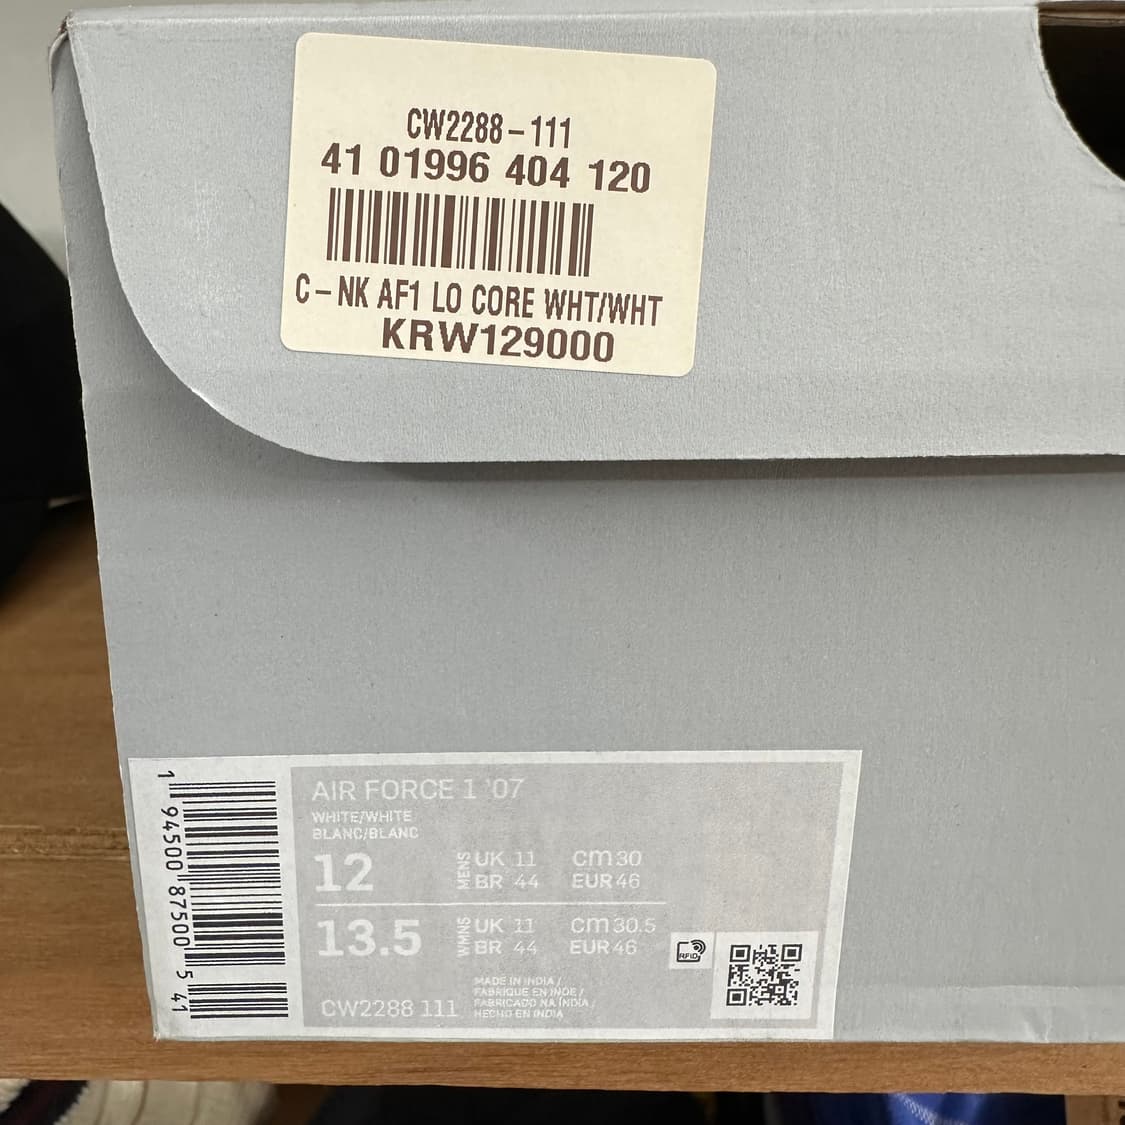 CW2288-111
41 01996 404 120
C-NK AF1 LO CORE WHT/WHT
KRW129000
1 94500 87500 5 41
AIR FORCE 1 '07
WHITE/WHITE
BLANC/BLANC
12 MENS UK 11 cm 30
BR 44 EUR 46
13.5 WMNS UK 11 cm 30.5
BR 44 EUR 46
RFID
MADE IN INDIA /
FABRIQUE EN INDE /
FABRICADO NA ÍNDIA /
HECHO EN INDIA
CW2288 111